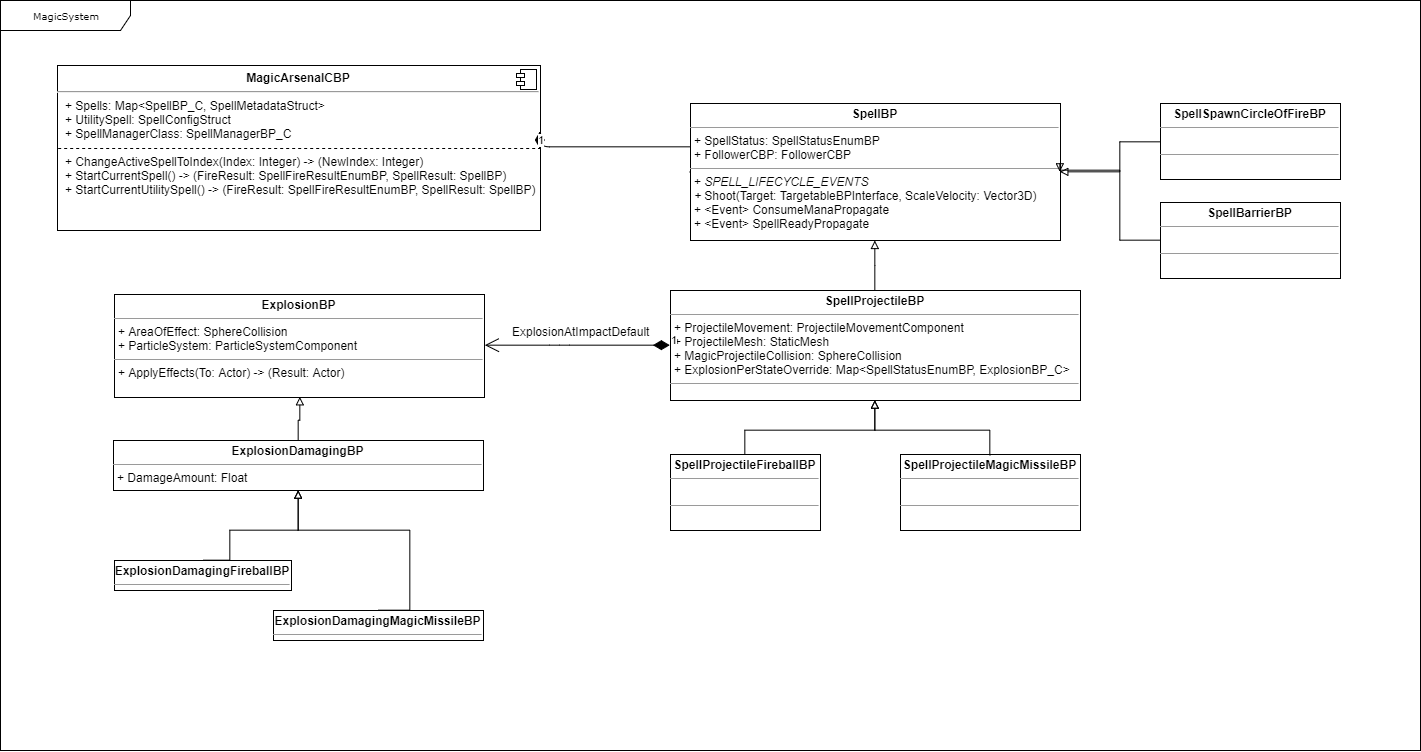 MagicSystem
MagicArsenalCBP
+ Spells: Map<SpellBP_C, SpellMetadataStruct>
+ UtilitySpell: SpellConfigStruct
+ SpellManagerClass: SpellManagerBP_C
+ ChangeActiveSpellToIndex(Index: Integer) -> (NewIndex: Integer)
+ StartCurrentSpell() -> (FireResult: SpellFireResultEnumBP, SpellResult: SpellBP)
+ StartCurrentUtilitySpell() -> (FireResult: SpellFireResultEnumBP, SpellResult: SpellBP)
1
SpellBP
+ SpellStatus: SpellStatusEnumBP
+ FollowerCBP: FollowerCBP
+ SPELL_LIFECYCLE_EVENTS
+ Shoot(Target: TargetableBPInterface, ScaleVelocity: Vector3D)
+ <Event> ConsumeManaPropagate
+ <Event> SpellReadyPropagate
SpellSpawnCircleOfFireBP
SpellBarrierBP
ExplosionBP
+ AreaOfEffect: SphereCollision
+ ParticleSystem: ParticleSystemComponent
+ ApplyEffects(To: Actor) -> (Result: Actor)
ExplosionAtImpactDefault
1
SpellProjectileBP
+ ProjectileMovement: ProjectileMovementComponent
+ ProjectileMesh: StaticMesh
+ MagicProjectileCollision: SphereCollision
+ ExplosionPerStateOverride: Map<SpellStatusEnumBP, ExplosionBP_C>
ExplosionDamagingBP
+ DamageAmount: Float
SpellProjectileFireballBP
SpellProjectileMagicMissileBP
ExplosionDamagingFireballBP
ExplosionDamagingMagicMissileBP